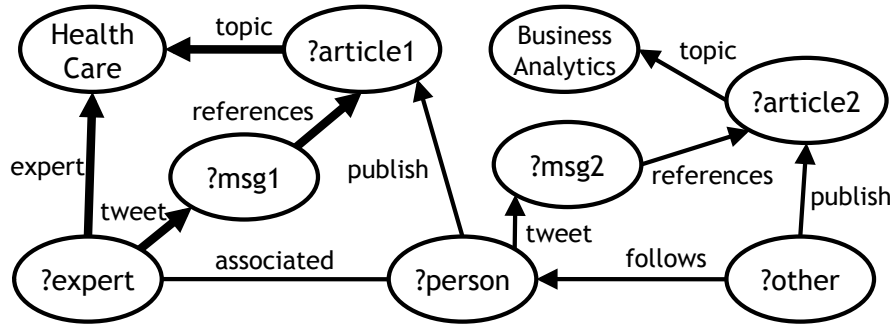 Health
Care
topic
?article1
Business
Analytics
topic
?article2
references
expert
?msg1
publish
?msg2
references
tweet
publish
tweet
?expert
associated
?person
follows
?other